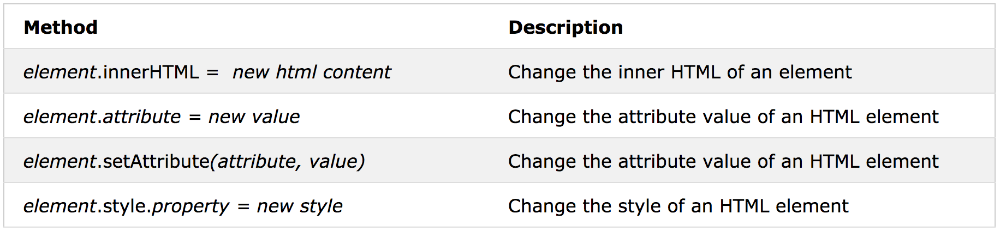 Method Description
element.innerHTML =  new html content Change the inner HTML of an element
element.attribute = new value Change the attribute value of an HTML element
element.setAttribute(attribute, value) Change the attribute value of an HTML element
element.style.property = new style Change the style of an HTML element